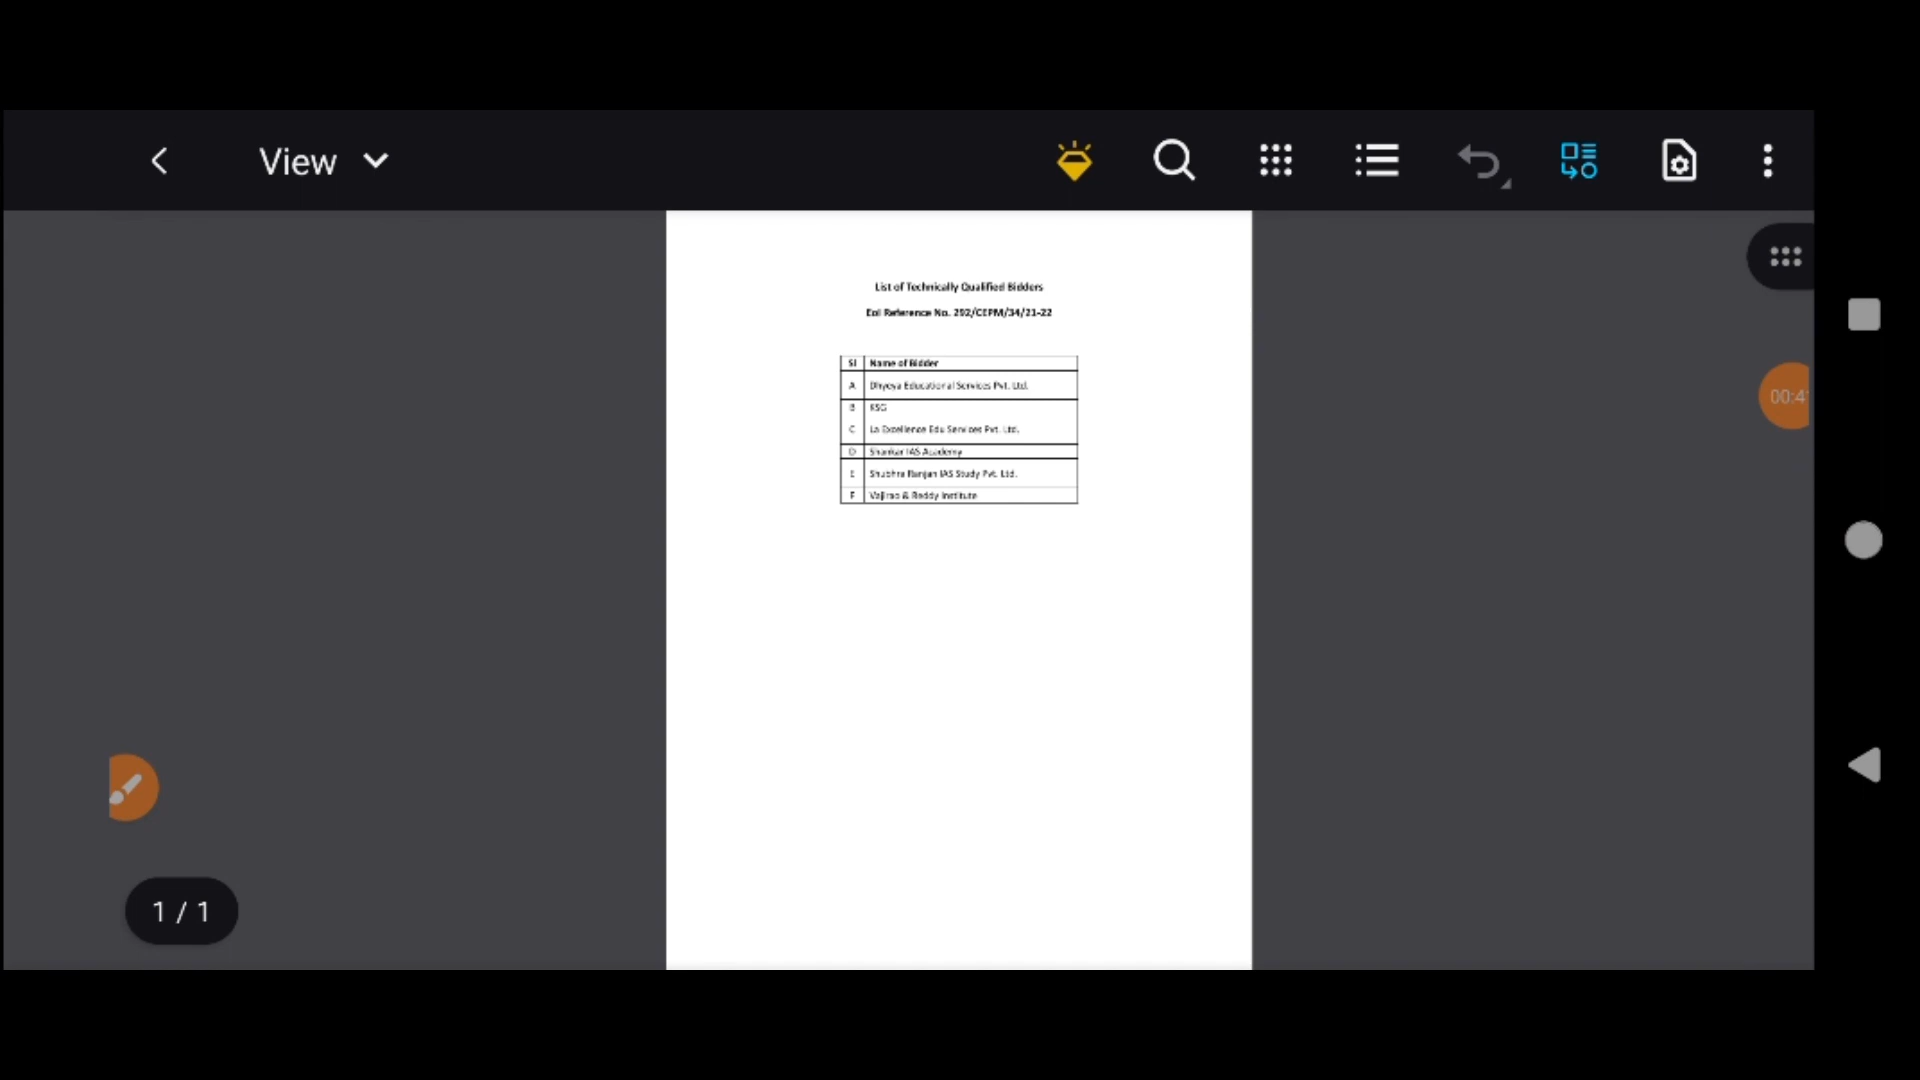 View
List of Technically Qualified Bidders
EoI Reference No. 292/CEPM/34/21-22
Sl Name of Bidder
A Dhyeya Educational Services Pvt. Ltd.
B KSG
C La Excellence Edu Services Pvt. Ltd.
D Shankar IAS Academy
E Shubhra Ranjan IAS Study Pvt. Ltd.
F Vajirao & Reddy Institute
00:4
1 / 1